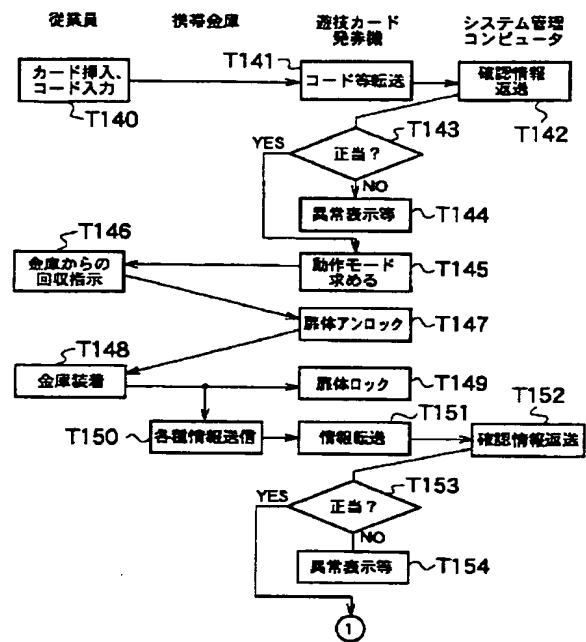 従業員
携帯金庫
遊技カード
発券機
システム管理
コンピュータ
カード挿入、
コード入力
T140
T141
コード等転送
確認情報
返送
T142
T143
YES
正当?
NO
異常表示等
T144
T146
金庫からの
回収指示
動作モード
求める
T145
扉体アンロック
T147
T148
金庫装着
扉体ロック
T149
T150
各種情報送信
T151
情報転送
T152
確認情報返送
T153
YES
正当?
NO
異常表示等
T154
1